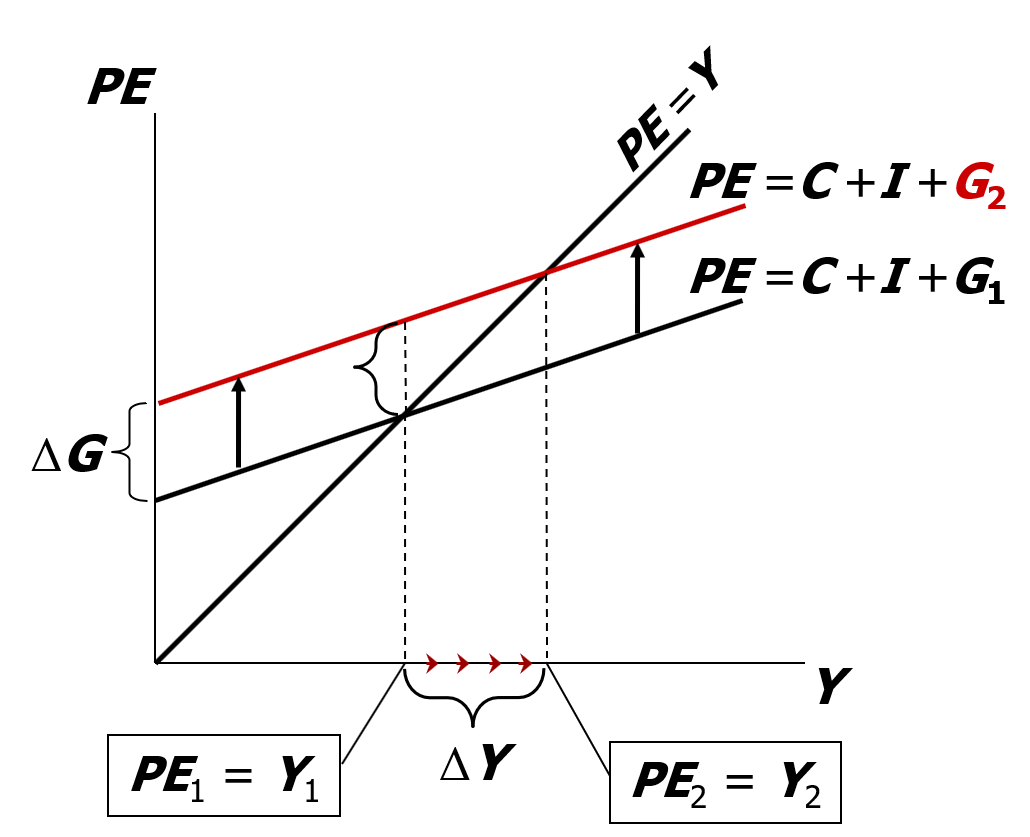 PE
PE = Y
PE = C + I + G₂
PE = C + I + G₁
ΔG
Y
ΔY
PE₁ = Y₁
PE₂ = Y₂